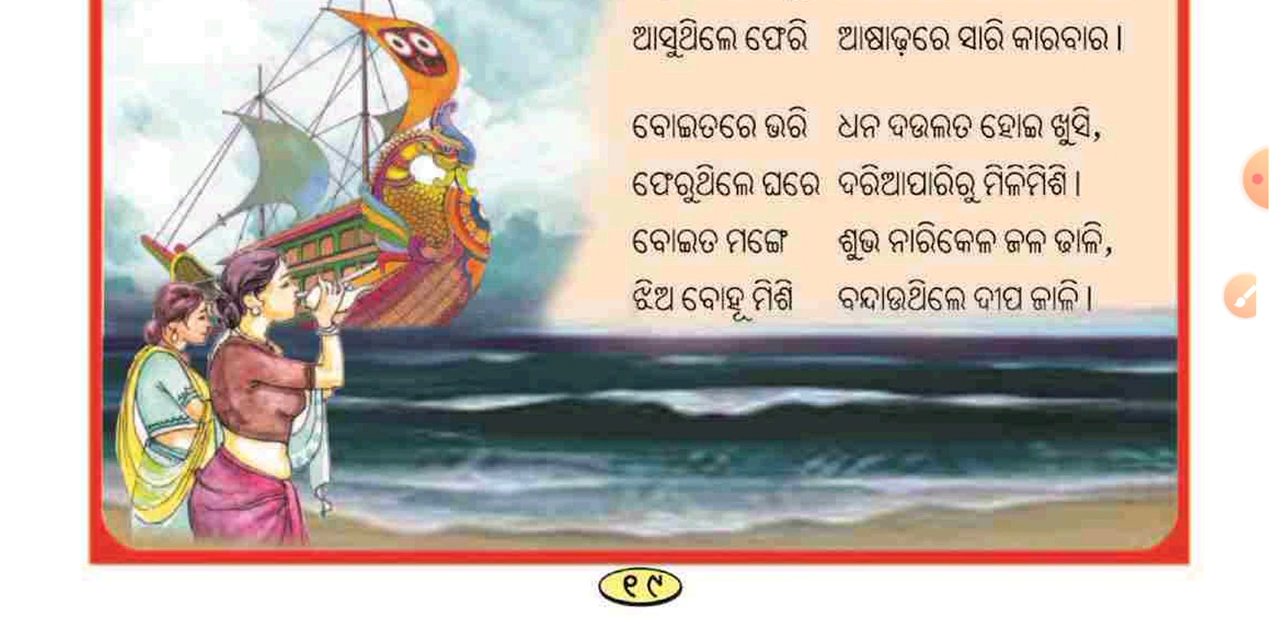 ଆସୁଥିଲେ ଫେରି ଆଷାଢ଼ରେ ସାରି କାରବାର ।
ବୋଇତରେ ଭରି ଧନ ଦଉଲତ ହୋଇ ଖୁସି,
ଫେରୁଥିଲେ ଘରେ ଦରିଆପାରିରୁ ମିଳିମିଶି ।
ବୋଇତ ମଙ୍ଗେ ଶୁଭ ନାରିକେଳ ଜଳ ଢାଳି,
ଝିଅ ବୋହୂ ମିଶି ବନ୍ଦାଉଥିଲେ ଦୀପ ଜାଳି ।
୧୯